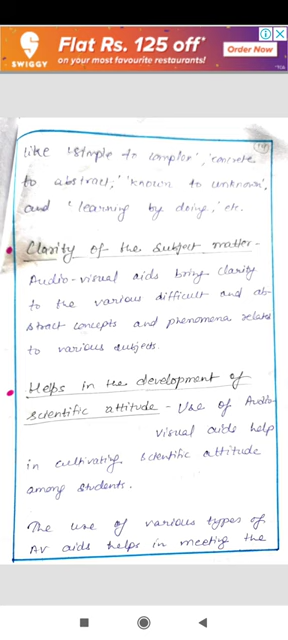 SWIGGY
Flat Rs. 125 off*
on your most favourite restaurants!
Order Now
like 'simple to complex', 'concrete
to abstract,' 'known to unknown',
and 'learning by doing,' etc.
Clarity of the subject matter-
Audio-visual aids bring clarity
to the various difficult and ab-
stract concepts and phenomena relates
to various subjects.
Helps in the development of
scientific attitude - Use of Audio-
visual aids help
in cultivating scientific attitude
among students.
The use of various types of
AV aids helps in meeting the